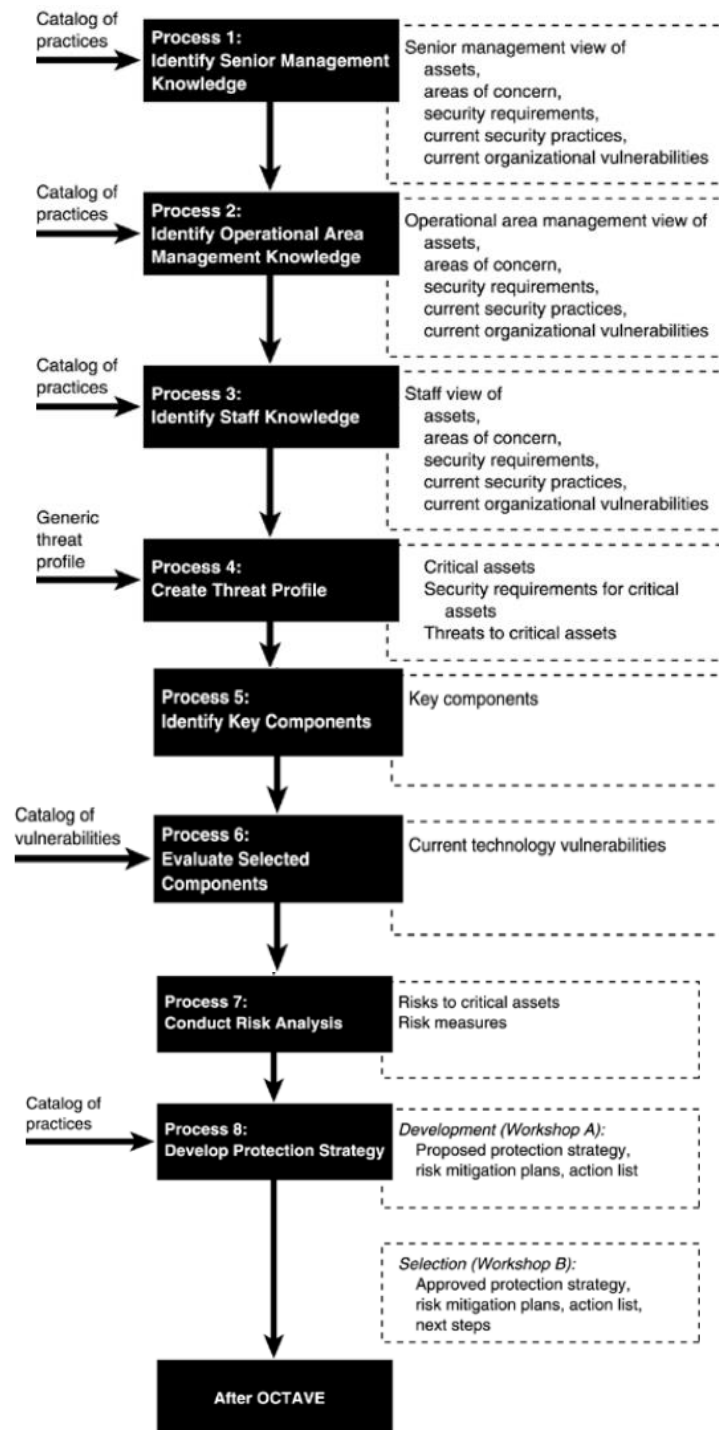 Catalog of
practices
Process 1:
Identify Senior Management
Knowledge
Senior management view of
assets,
areas of concern,
security requirements,
current security practices,
current organizational vulnerabilities
Catalog of
practices
Process 2:
Identify Operational Area
Management Knowledge
Operational area management view of
assets,
areas of concern,
security requirements,
current security practices,
current organizational vulnerabilities
Catalog of
practices
Process 3:
Identify Staff Knowledge
Staff view of
assets,
areas of concern,
security requirements,
current security practices,
current organizational vulnerabilities
Generic
threat
profile
Process 4:
Create Threat Profile
Critical assets
Security requirements for critical
assets
Threats to critical assets
Process 5:
Identify Key Components
Key components
Catalog of
vulnerabilities
Process 6:
Evaluate Selected
Components
Current technology vulnerabilities
Process 7:
Conduct Risk Analysis
Risks to critical assets
Risk measures
Catalog of
practices
Process 8:
Develop Protection Strategy
Development (Workshop A):
Proposed protection strategy,
risk mitigation plans, action list
Selection (Workshop B):
Approved protection strategy,
risk mitigation plans, action list,
next steps
After OCTAVE